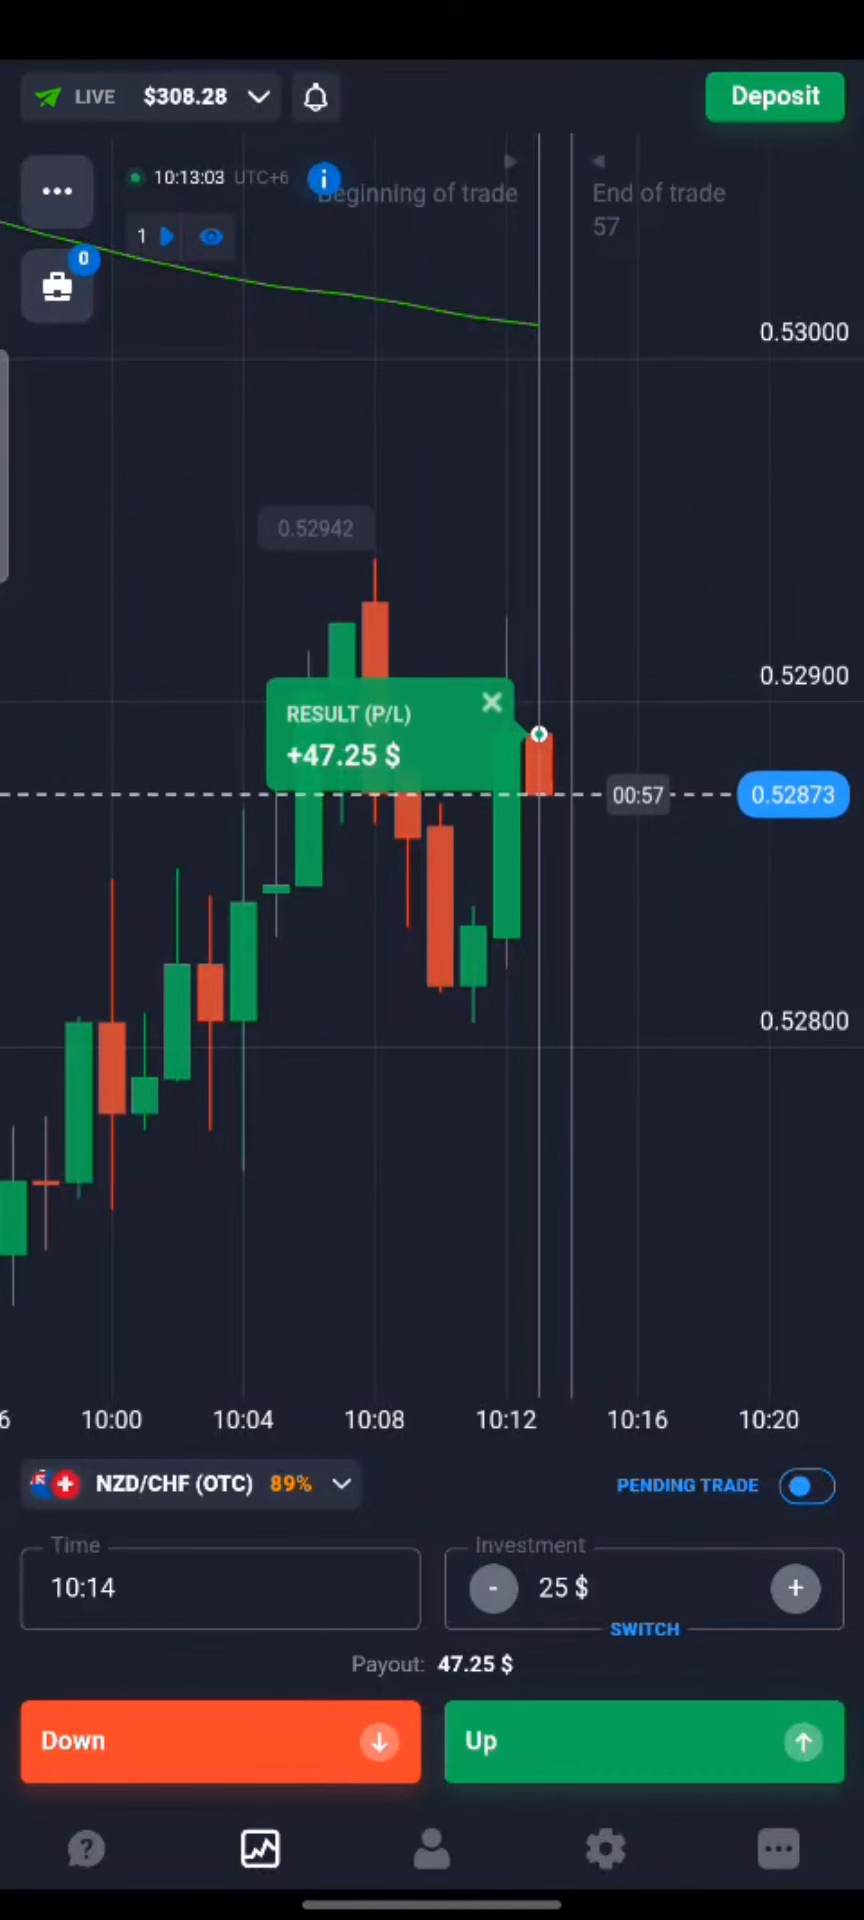 LIVE $308.28
Deposit
10:13:03 UTC+6
i
Beginning of trade
End of trade
57
1
0
0.53000
0.52942
0.52900
RESULT (P/L)
+47.25 $
00:57
0.52873
0.52800
6 10:00 10:04 10:08 10:12 10:16 10:20
NZD/CHF (OTC) 89%
PENDING TRADE
Time
10:14
Investment
- 25 $ +
SWITCH
Payout: 47.25 $
Down
Up
?